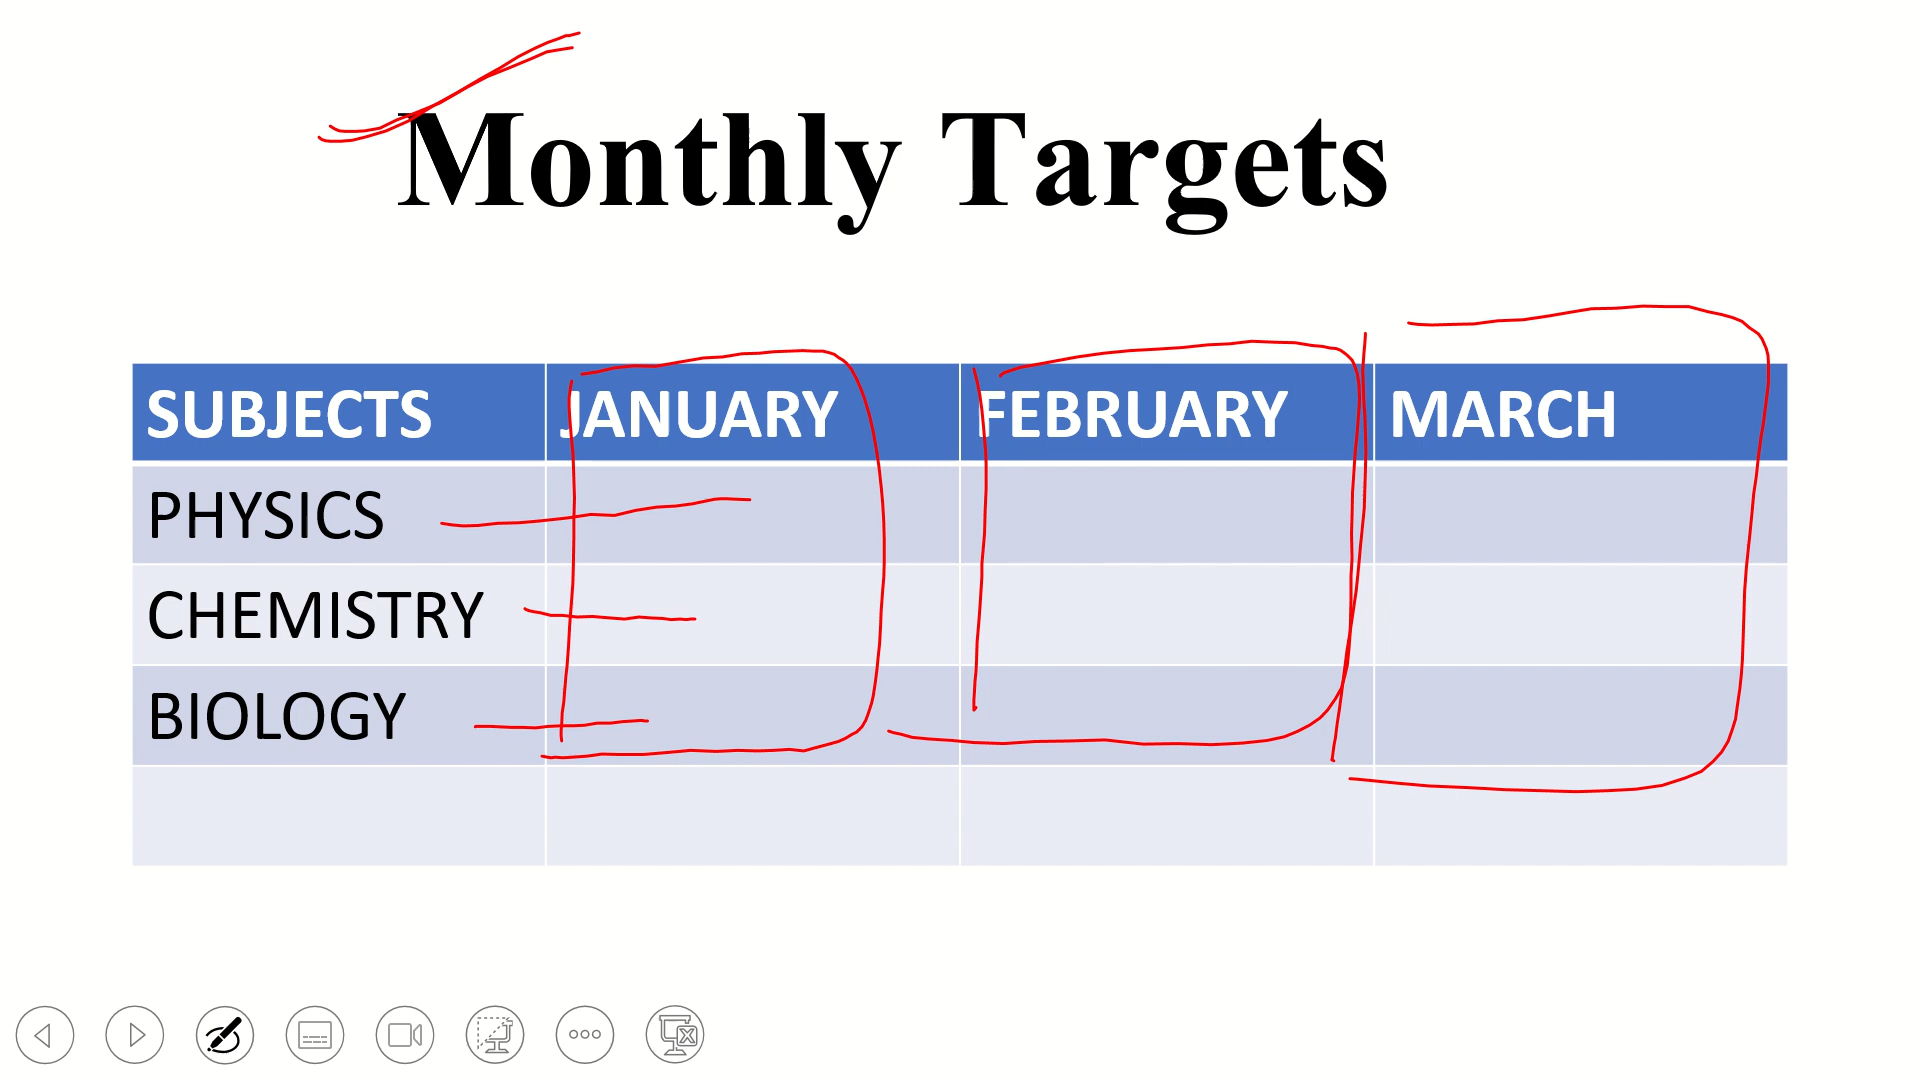 Monthly Targets
SUBJECTS JANUARY FEBRUARY MARCH
PHYSICS
CHEMISTRY
BIOLOGY